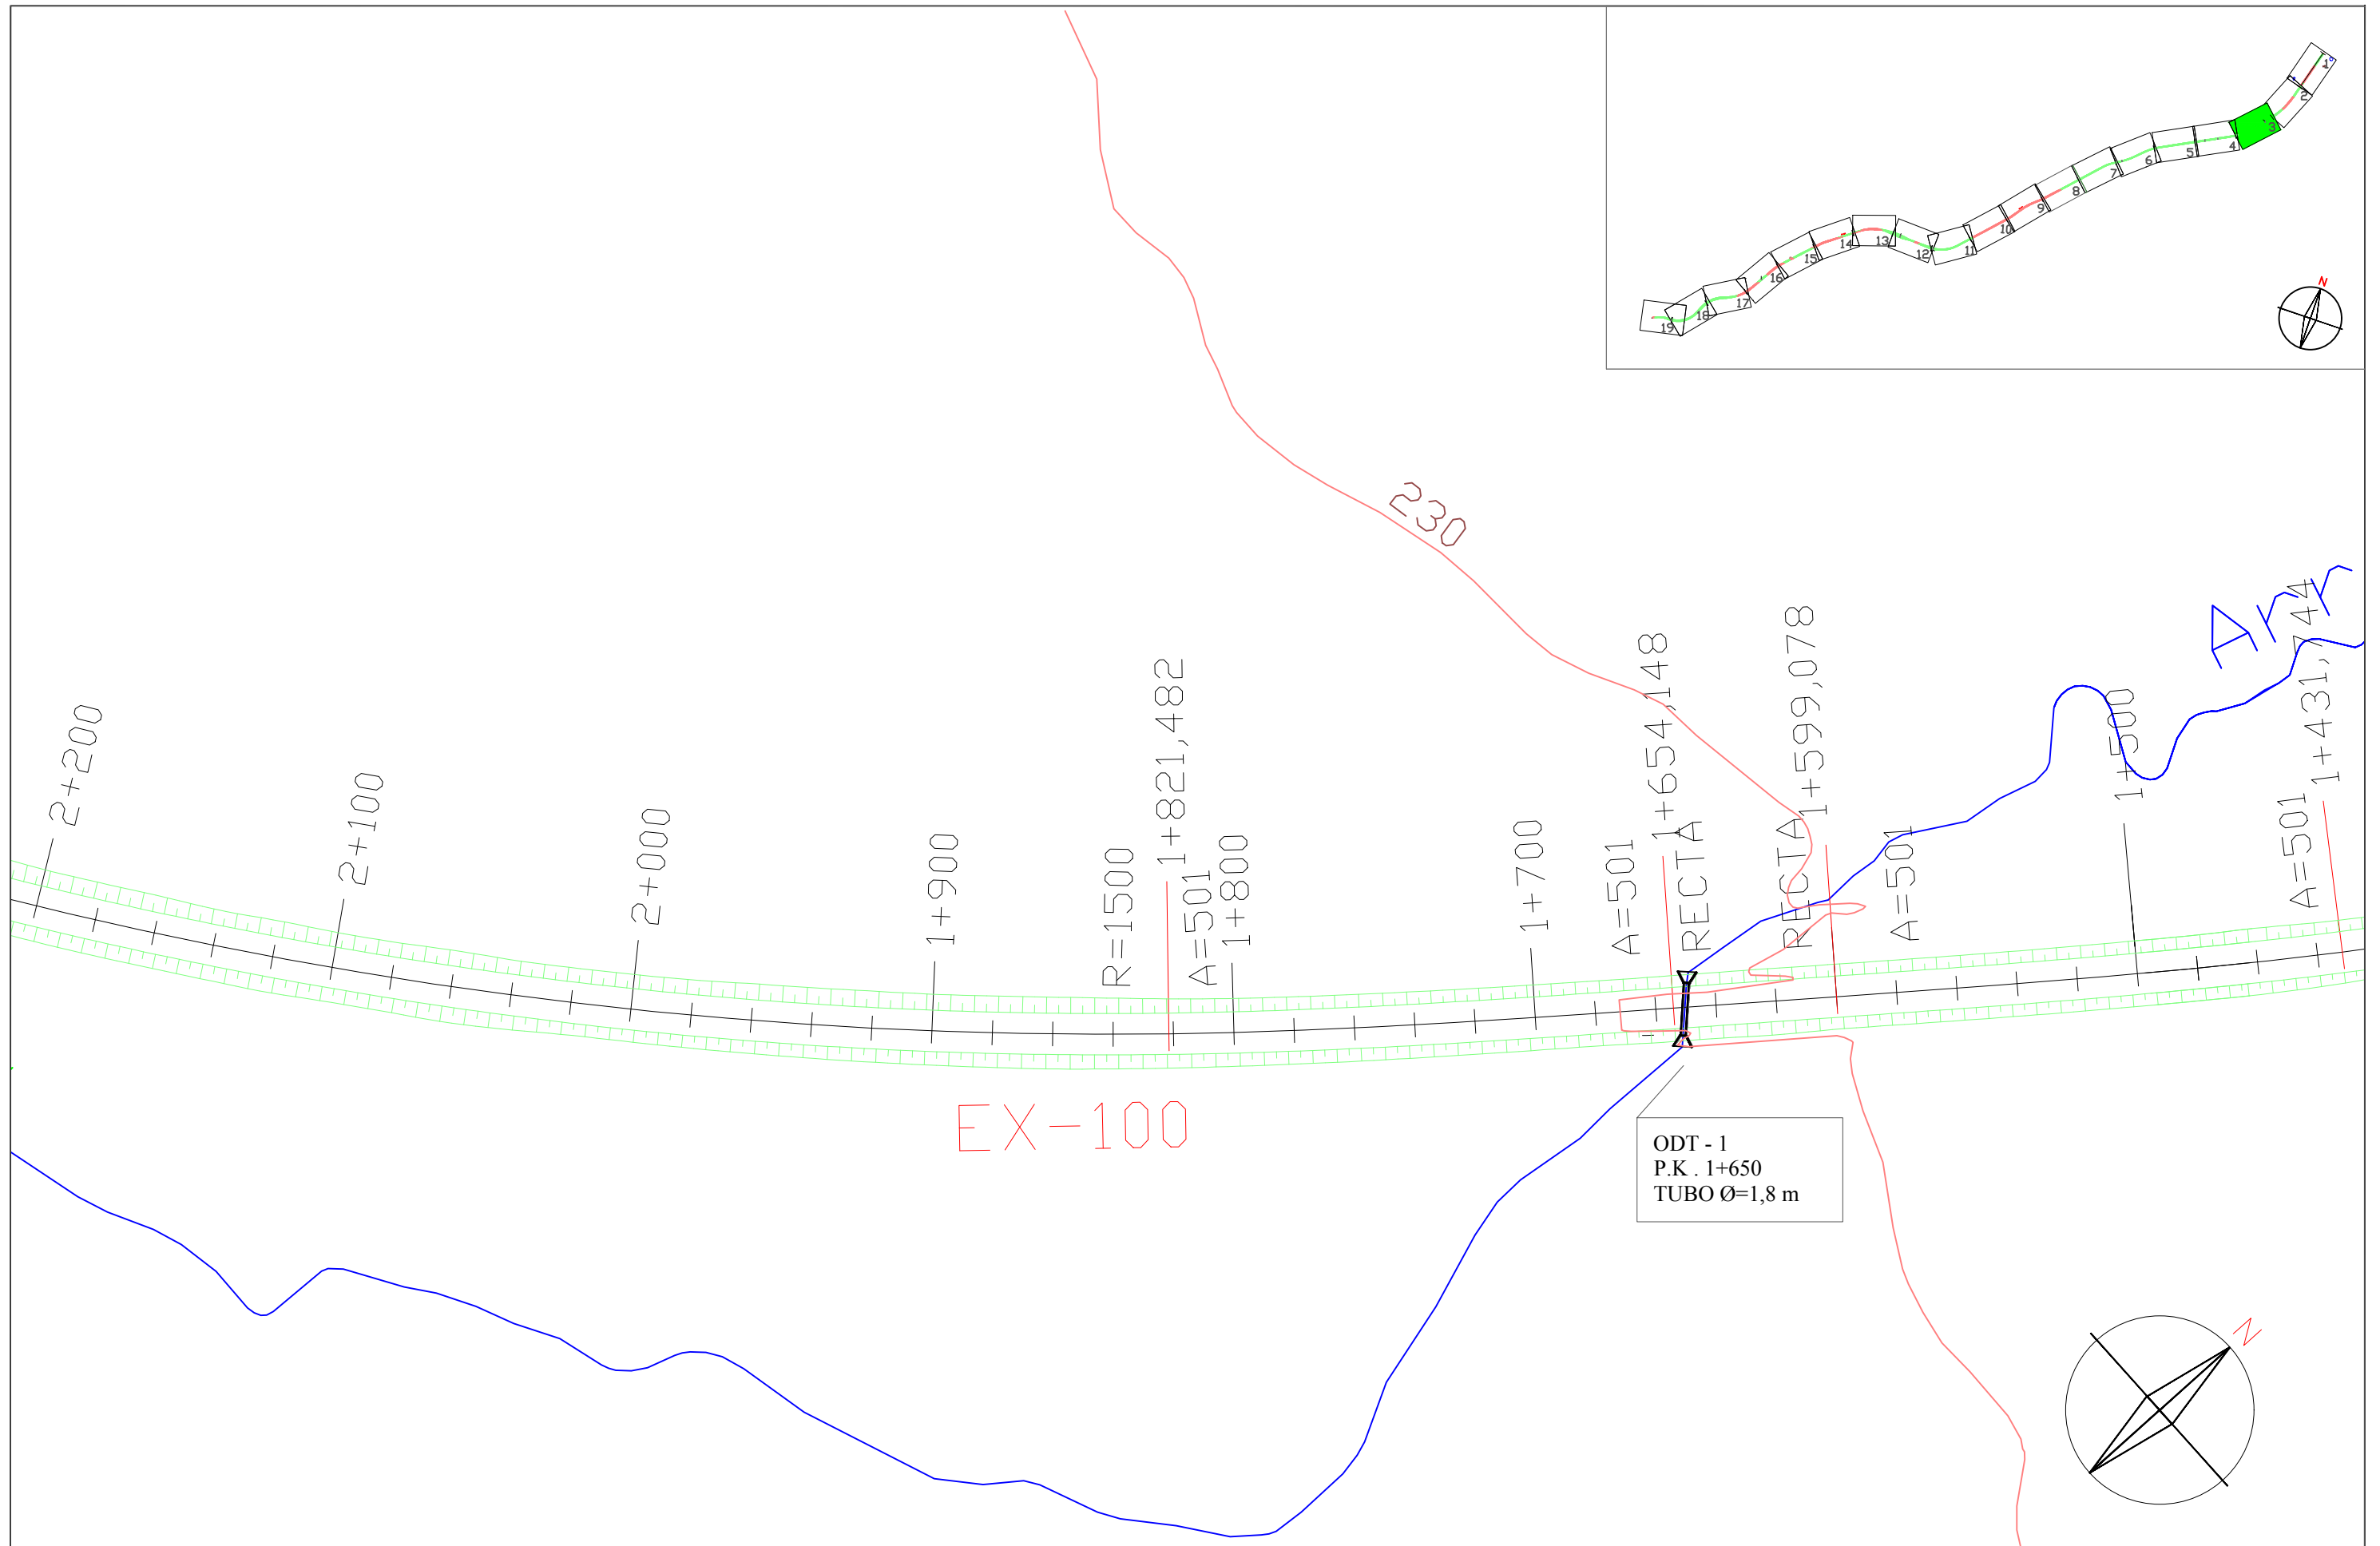 1
2
3
4
5
6
7
8
9
10
11
12
13
14
15
16
17
18
19
N
230
Arr
2+200
2+100
2+000
1+900
R=1500
1+821,482
A=501
1+800
1+700
A=501
1+654,148
RECTA
RECTA
1+599,078
A=501
1+500
A=501
1+431,744
EX-100
ODT - 1
P.K . 1+650
TUBO Ø=1,8 m
N